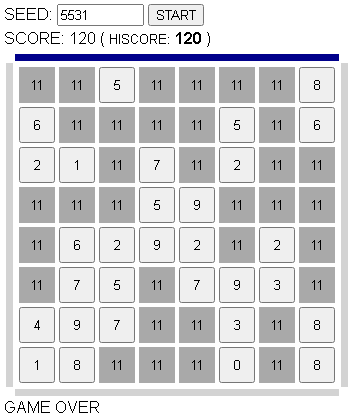 SEED: 5531 START
SCORE: 120 ( HISCORE: 120 )
11 11 5 11 11 11 11 8
6 11 11 11 11 5 11 6
2 1 11 7 11 2 11 11
11 11 11 5 9 11 11 11
11 6 2 9 2 11 2 11
11 7 5 11 7 9 3 11
4 9 7 11 11 3 11 8
1 8 11 11 11 0 11 8
GAME OVER